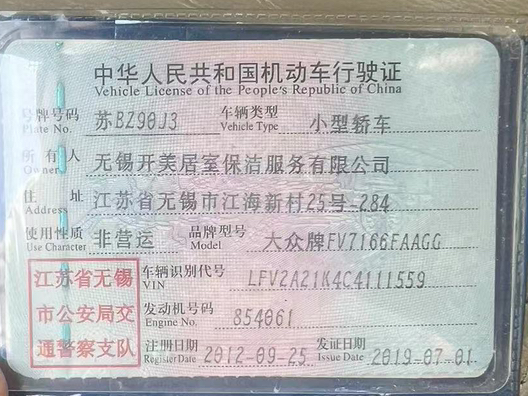 中华人民共和国机动车行驶证
Vehicle License of the People's Republic of China
号牌号码 苏BZ90J3 车辆类型 小型轿车
Plate No. Vehicle Type
所有人 无锡开美居室保洁服务有限公司
Owner
住址 江苏省无锡市江海新村25号-284
Address
使用性质 非营运 品牌型号 大众牌FV7166FAAGG
Use Character Model
江苏省无锡 车辆识别代号 LFV2A21K4C4111559
VIN
市公安局交 发动机号码 854061
Engine No.
通警察支队 注册日期 2012-09-25 发证日期 2019-07-01
Register Date Issue Date